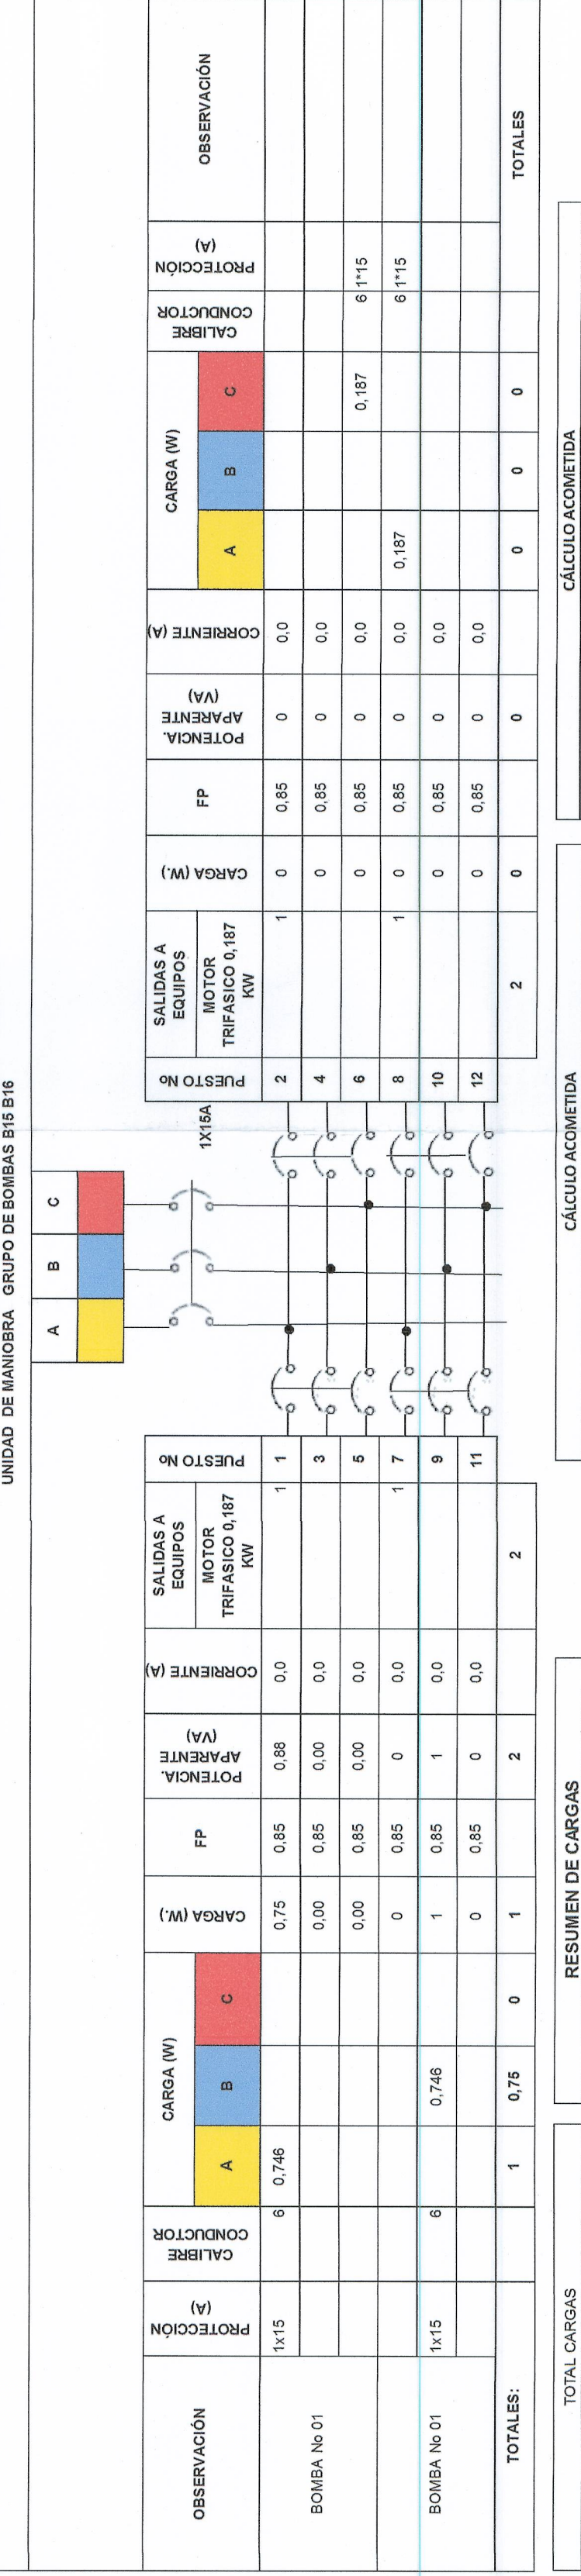 UNIDAD DE MANIOBRA GRUPO DE BOMBAS B15 B16
A B C
1X15A
OBSERVACIÓN PROTECCIÓN (A) CALIBRE CONDUCTOR CARGA (W) A B C CARGA (W.) FP POTENCIA. APARENTE (VA) CORRIENTE (A) SALIDAS A EQUIPOS MOTOR TRIFASICO 0,187 KW PUESTO No
PUESTO No SALIDAS A EQUIPOS MOTOR TRIFASICO 0,187 KW CARGA (W.) FP POTENCIA. APARENTE (VA) CORRIENTE (A) CARGA (W) A B C CALIBRE CONDUCTOR PROTECCIÓN (A) OBSERVACIÓN
BOMBA No 01
1x15 6 0,746 0,75 0,85 0,88 0,0 1 1 2 1 0 0,85 0 0,0
0,00 0,85 0,00 0,0 3 4 0 0,85 0 0,0
0,00 0,85 0,00 0,0 5 6 0 0,85 0 0,0 0,187 6 1*15
BOMBA No 01
0 0,85 0 0,0 1 7 8 1 0 0,85 0 0,0 0,187 6 1*15
1x15 6 0,746 1 0,85 1 0,0 9 10 0 0,85 0 0,0
0 0,85 0 0,0 11 12 0 0,85 0 0,0
TOTALES: 1 0,75 0 1 2 2 2 0 0 0 0 0 TOTALES
TOTAL CARGAS RESUMEN DE CARGAS CÁLCULO ACOMETIDA CÁLCULO ACOMETIDA